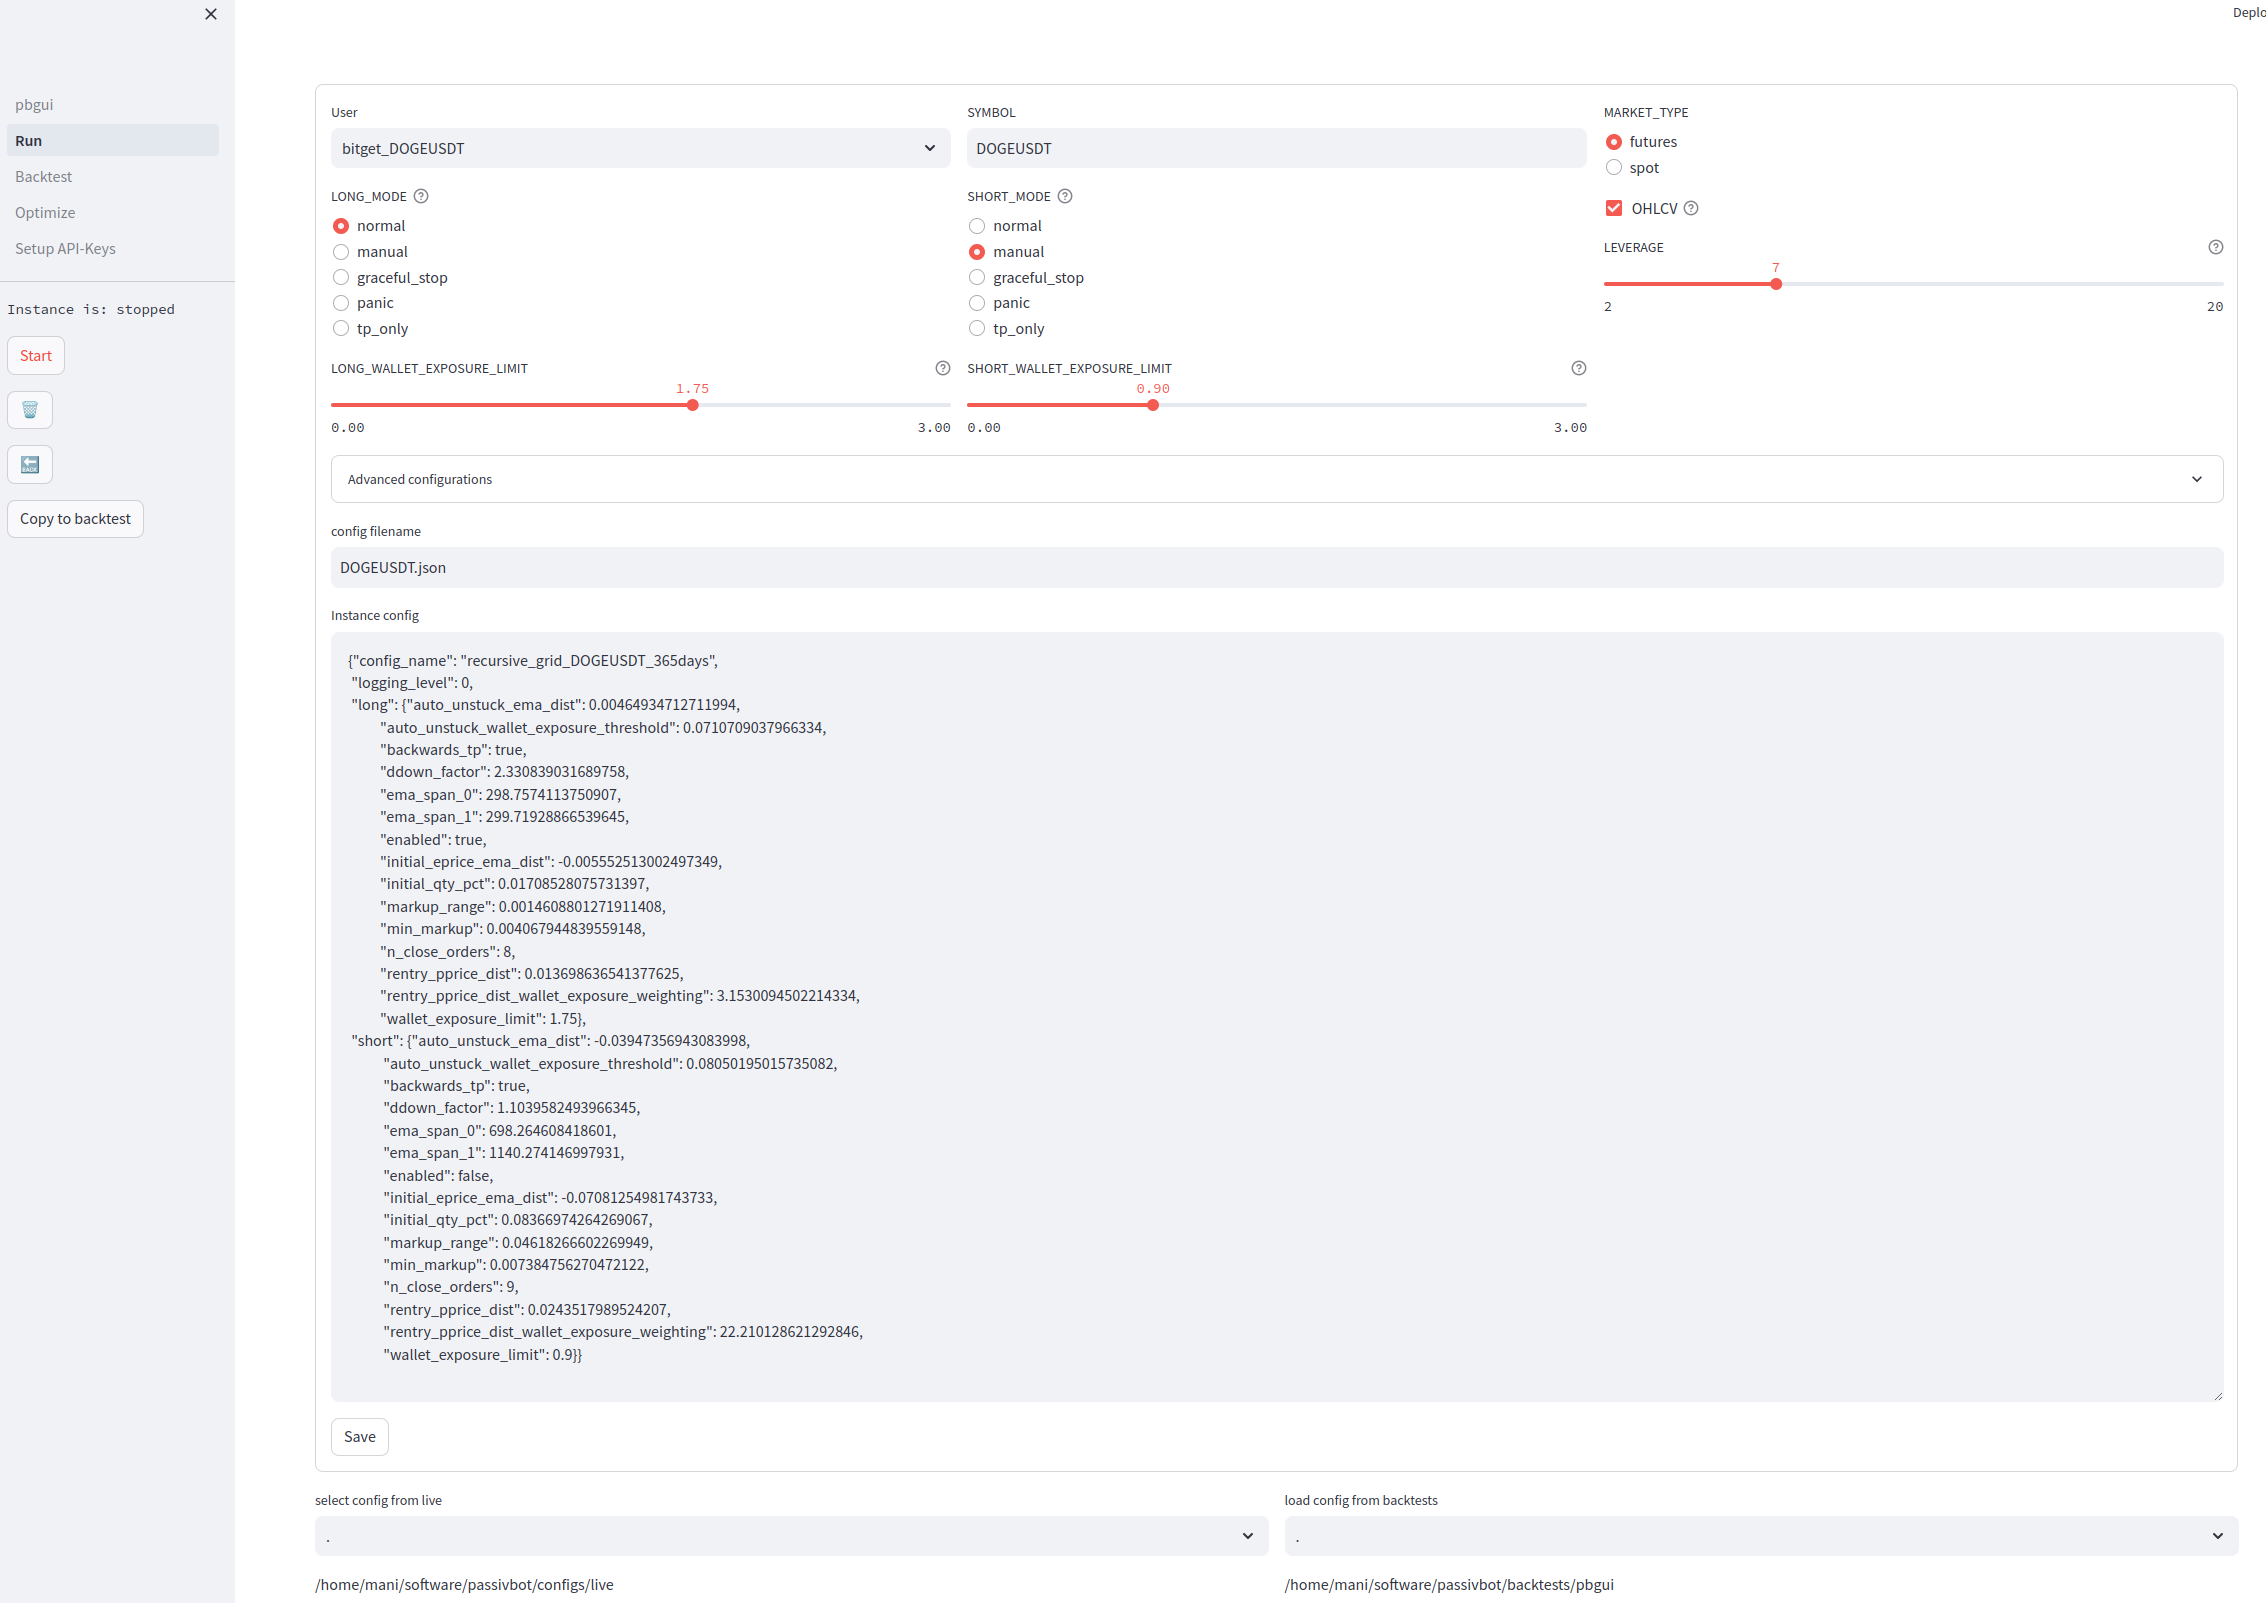 Deplo
pbgui
Run
Backtest
Optimize
Setup API-Keys
Instance is: stopped
Start
Copy to backtest
User
bitget_DOGEUSDT
SYMBOL
DOGEUSDT
MARKET_TYPE
futures
spot
OHLCV
LEVERAGE
7
2 20
LONG_MODE
normal
manual
graceful_stop
panic
tp_only
SHORT_MODE
normal
manual
graceful_stop
panic
tp_only
LONG_WALLET_EXPOSURE_LIMIT
1.75
0.00 3.00
SHORT_WALLET_EXPOSURE_LIMIT
0.90
0.00 3.00
Advanced configurations
config filename
DOGEUSDT.json
Instance config
{"config_name": "recursive_grid_DOGEUSDT_365days",
"logging_level": 0,
"long": {"auto_unstuck_ema_dist": 0.00464934712711994,
"auto_unstuck_wallet_exposure_threshold": 0.0710709037966334,
"backwards_tp": true,
"ddown_factor": 2.330839031689758,
"ema_span_0": 298.7574113750907,
"ema_span_1": 299.71928866539645,
"enabled": true,
"initial_eprice_ema_dist": -0.005552513002497349,
"initial_qty_pct": 0.01708528075731397,
"markup_range": 0.0014608801271911408,
"min_markup": 0.004067944839559148,
"n_close_orders": 8,
"rentry_pprice_dist": 0.013698636541377625,
"rentry_pprice_dist_wallet_exposure_weighting": 3.1530094502214334,
"wallet_exposure_limit": 1.75},
"short": {"auto_unstuck_ema_dist": -0.03947356943083998,
"auto_unstuck_wallet_exposure_threshold": 0.08050195015735082,
"backwards_tp": true,
"ddown_factor": 1.1039582493966345,
"ema_span_0": 698.264608418601,
"ema_span_1": 1140.274146997931,
"enabled": false,
"initial_eprice_ema_dist": -0.07081254981743733,
"initial_qty_pct": 0.08366974264269067,
"markup_range": 0.04618266602269949,
"min_markup": 0.007384756270472122,
"n_close_orders": 9,
"rentry_pprice_dist": 0.0243517989524207,
"rentry_pprice_dist_wallet_exposure_weighting": 22.210128621292846,
"wallet_exposure_limit": 0.9}}
Save
select config from live
.
/home/mani/software/passivbot/configs/live
load config from backtests
.
/home/mani/software/passivbot/backtests/pbgui